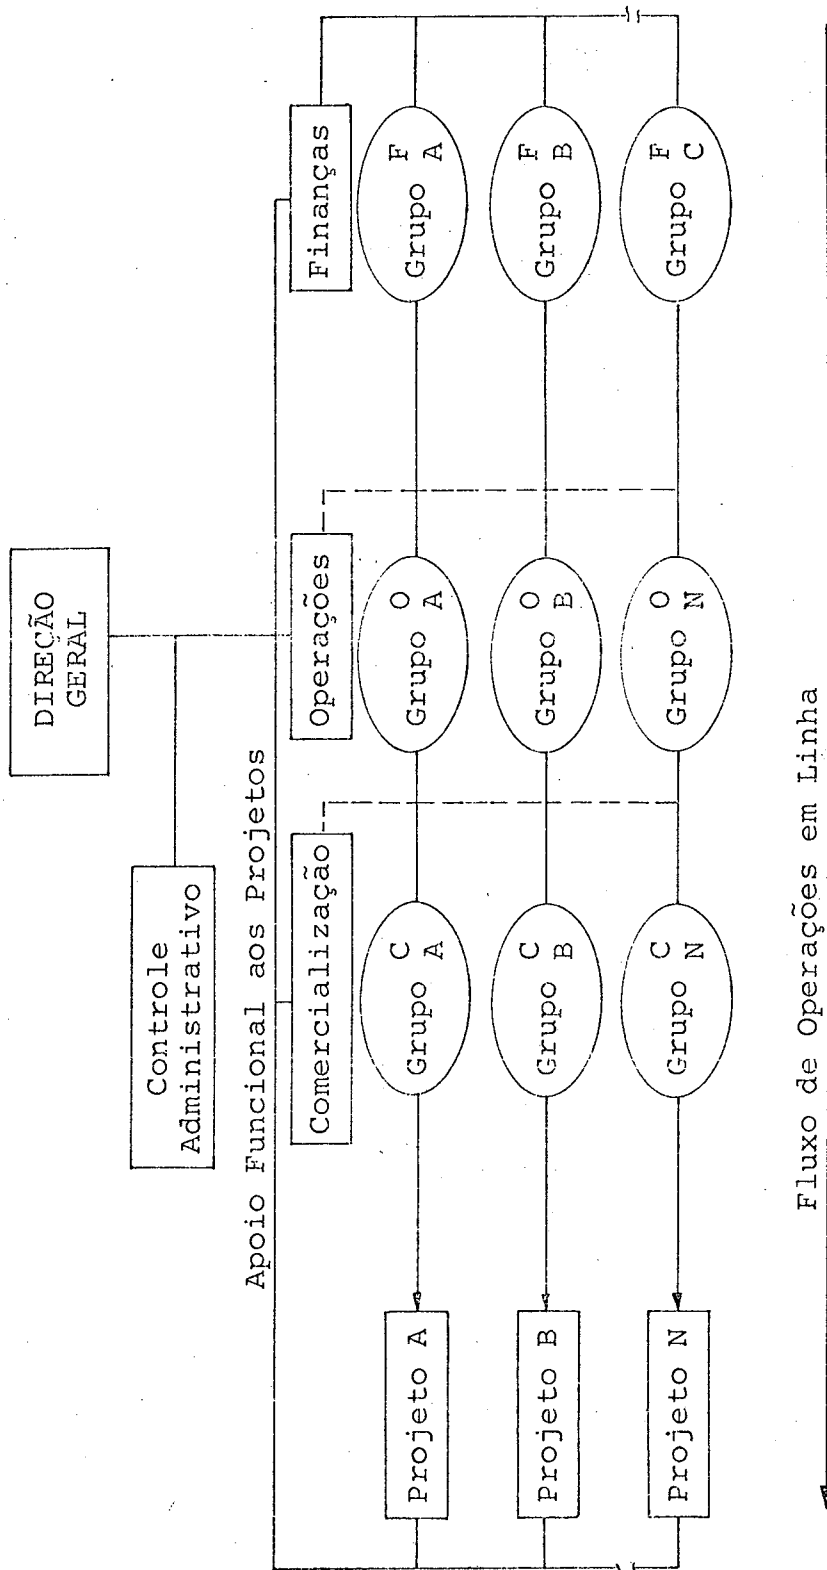 DIREÇÃO
GERAL
Controle
Administrativo
Apoio Funcional aos Projetos
Comercialização
Operações
Finanças
Projeto A
Grupo C A
Grupo O A
Grupo F A
Projeto B
Grupo C B
Grupo O B
Grupo F B
Projeto N
Grupo C N
Grupo O N
Grupo F C
Fluxo de Operações em Linha